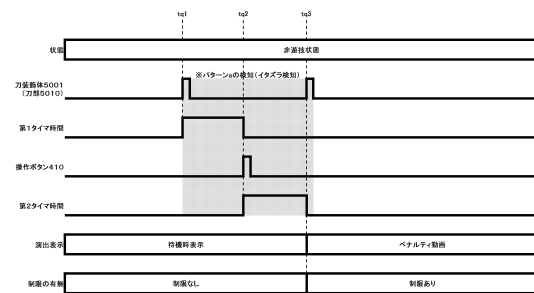 tq1 tq2 tq3
状態 非遊技状態
※パターンaの検知(イタズラ検知)
刀装飾体5001
(刀部5010)
第1タイマ時間
操作ボタン410
第2タイマ時間
演出表示 待機時表示 ペナルティ動画
制限の有無 制限なし 制限あり